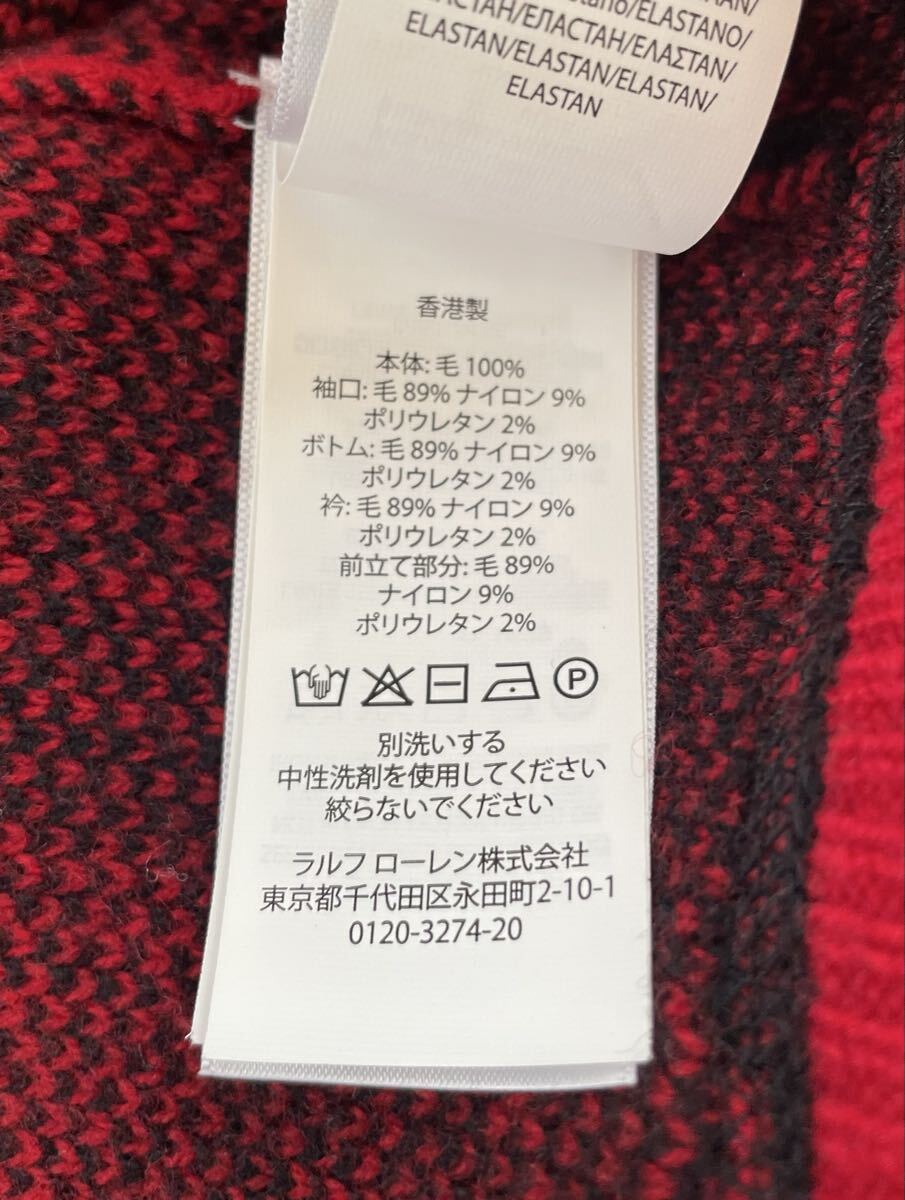 ELASTANO/
ΕΛΑΣΤΑΝ/
ELASTAN/ELASTAN/ELASTAN/
ELASTAN
香港製
本体: 毛 100%
袖口: 毛 89% ナイロン 9%
ポリウレタン 2%
ボトム: 毛 89% ナイロン 9%
ポリウレタン 2%
衿: 毛 89% ナイロン 9%
ポリウレタン 2%
前立て部分: 毛 89%
ナイロン 9%
ポリウレタン 2%
P
別洗いする
中性洗剤を使用してください
絞らないでください
ラルフ ローレン株式会社
東京都千代田区永田町2-10-1
0120-3274-20